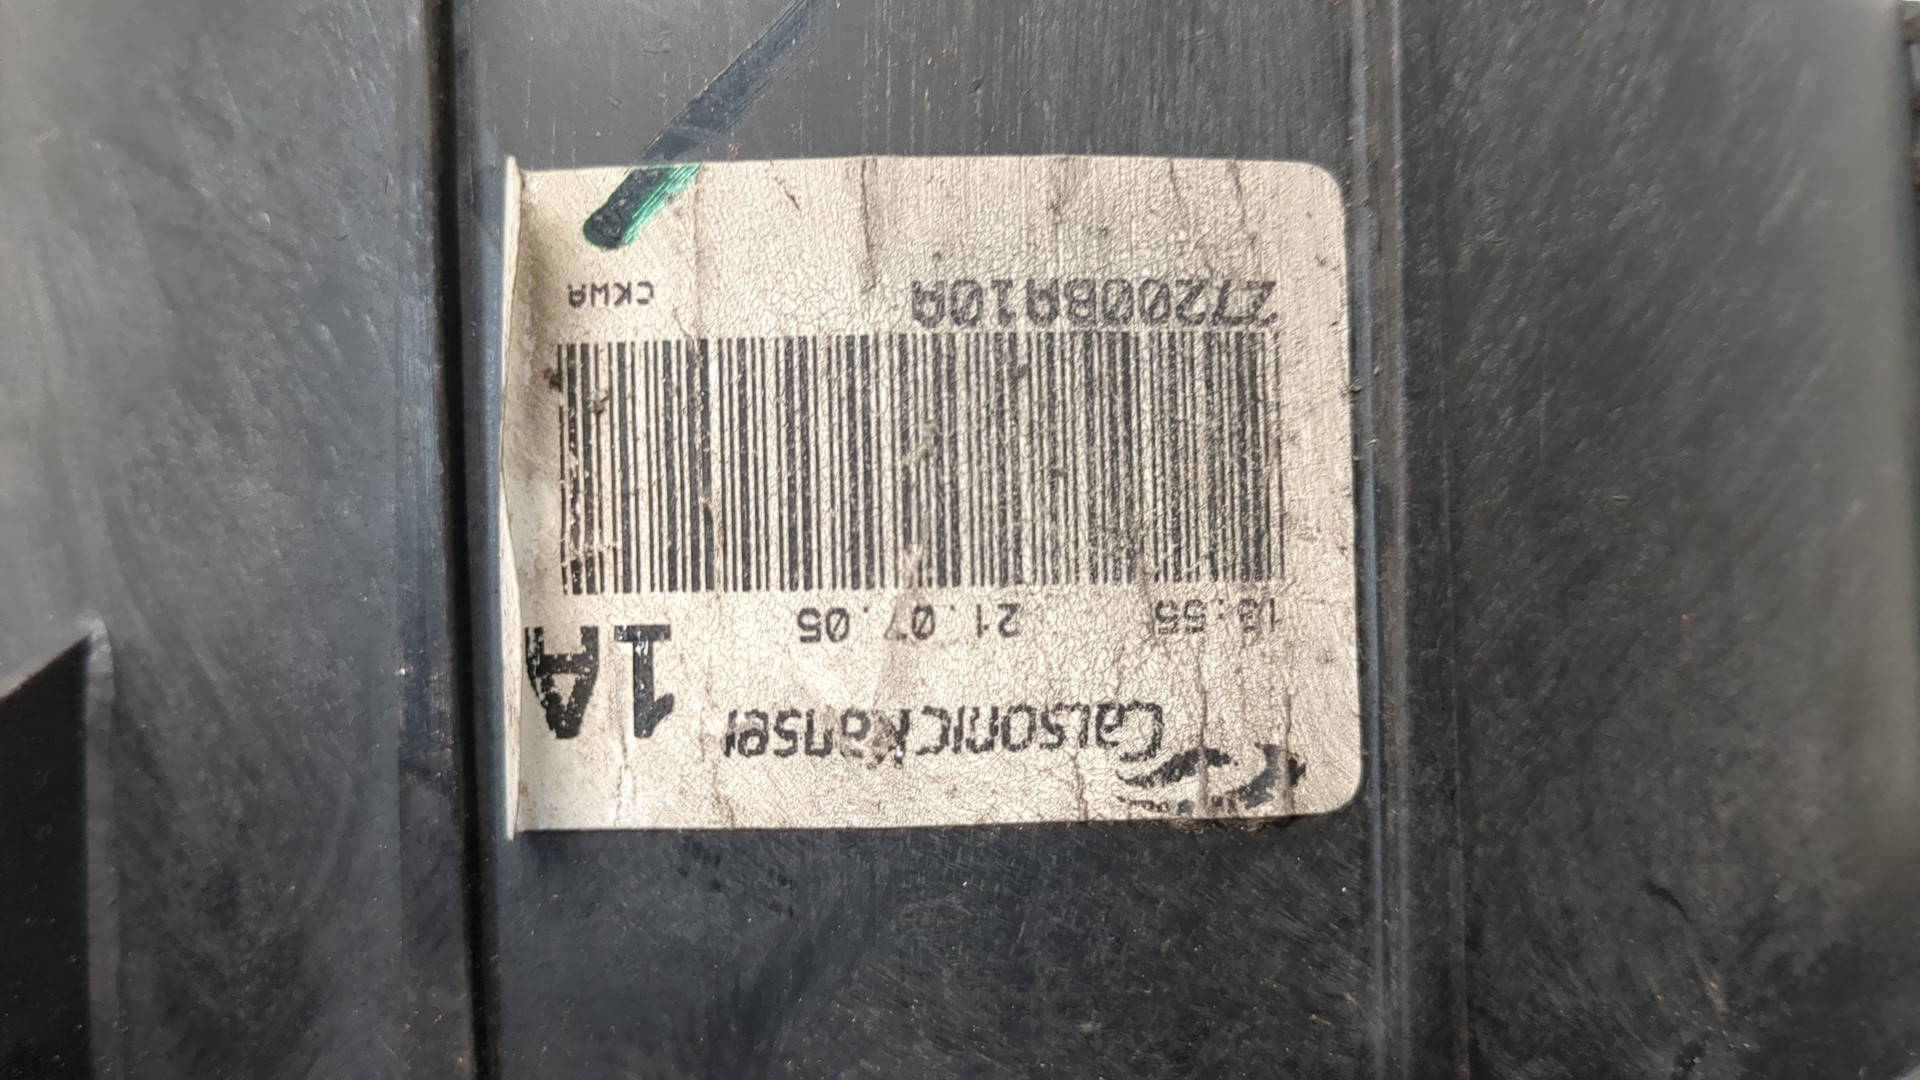 CalsonicKansei
1A
21.07.05
27200BA10A
CKWA